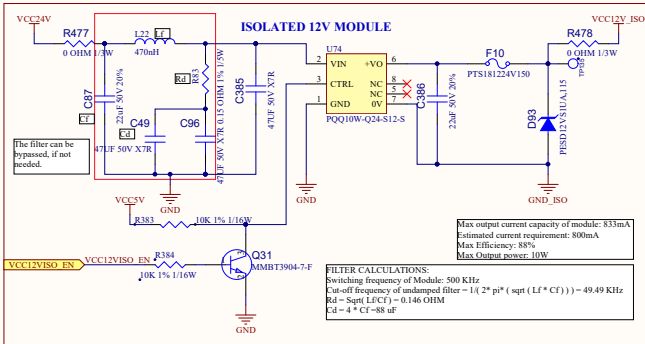 ISOLATED 12V MODULE
VCC24V
R477
0 OHM 1/3W
L22
Lf
470nH
C87
22uF 50V 20%
Cf
Rd
R83
0.15 OHM 1% 1/5W
C49
Cd
47UF 50V X7R
C96
47UF 50V X7R
C385
47UF 50V X7R
The filter can be
bypassed, if not
needed.
GND
U74
2
VIN
3
CTRL
1
GND
+VO
6
NC
8
NC
5
0V
7
PQQ10W-Q24-S12-S
GND
C386
22uF 50V 20%
F10
PTS181224V150
VCC12V_ISO
R478
0 OHM 1/3W
TP135
D93
PESD12VS1UA,115
GND_ISO
VCC5V
R383
10K 1% 1/16W
VCC12VISO_EN
VCC12VISO_EN
R384
10K 1% 1/16W
Q31
MMBT3904-7-F
GND
Max output current capacity of module: 833mA
Estimated current requirement: 800mA
Max Efficiency: 88%
Max Output power: 10W
FILTER CALCULATIONS:
Switching frequency of Module: 500 KHz
Cut-off frequency of undamped filter = 1/( 2* pi* ( sqrt ( Lf * Cf ) ) ) = 49.49 KHz
Rd = Sqrt( Lf/Cf ) = 0.146 OHM
Cd = 4 * Cf =88 uF